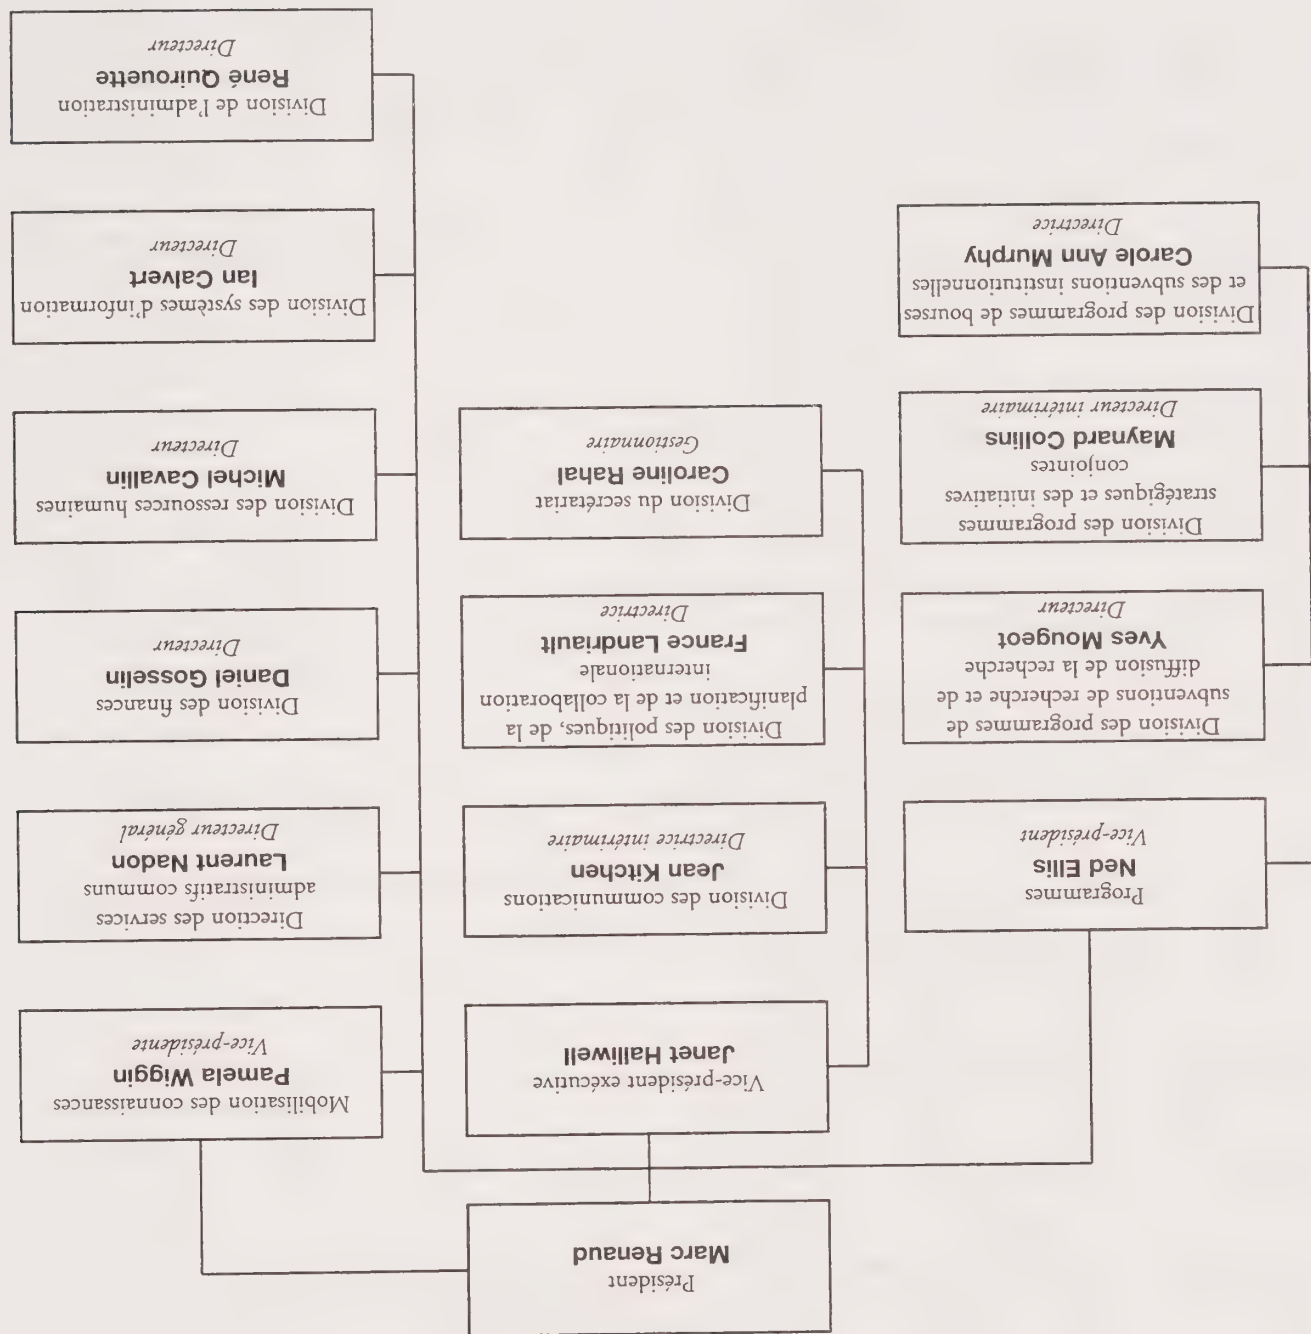 Président
Marc Renaud
Programmes
Ned Ellis
Vice-président
Division des programmes de
subventions de recherche et de
diffusion de la recherche
Yves Mougeot
Directeur
Division des programmes
stratégiques et des initiatives
conjointes
Maynard Collins
Directeur intérimaire
Division des programmes de bourses
et des subventions institutionnelles
Carole Ann Murphy
Directrice
Vice-président exécutive
Janet Halliwell
Division des communications
Jean Kitchen
Directrice intérimaire
Division des politiques, de la
planification et de la collaboration
internationale
France Landriault
Directrice
Division du secrétariat
Caroline Rahal
Gestionnaire
Mobilisation des connaissances
Pamela Wiggin
Vice-présidente
Direction des services
administratifs communs
Laurent Nadon
Directeur général
Division des finances
Daniel Gosselin
Directeur
Division des ressources humaines
Michel Cavallin
Directeur
Division des systèmes d'information
Ian Calvert
Directeur
Division de l'administration
René Quirouette
Directeur